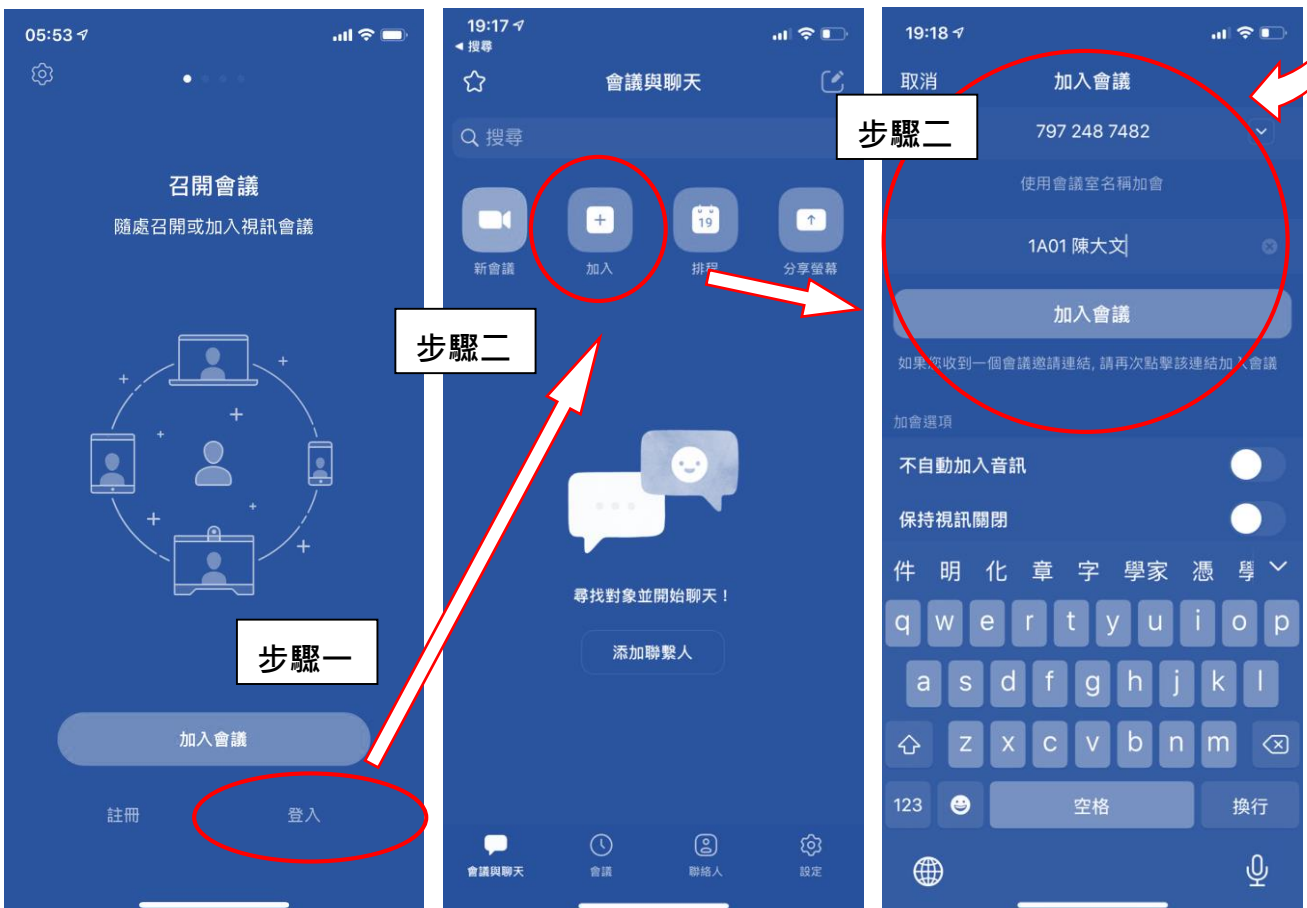 05:53
召開會議
隨處召開或加入視訊會議
步驟一
加入會議
註冊
登入
19:17
搜尋
會議與聊天
搜尋
19
新會議
加入
排程
分享螢幕
步驟二
尋找對象並開始聊天！
添加聯繫人
會議與聊天
會議
聯絡人
設定
19:18
取消
加入會議
步驟二
797 248 7482
使用會議室名稱加會
1A01 陳大文
加入會議
如果您收到一個會議邀請連結, 請再次點擊該連結加入會議
加會選項
不自動加入音訊
保持視訊關閉
件 明 化 章 字 學家 憑
q w e r t y u i o p
a s d f g h j k l
z x c v b n m
123 空格 換行